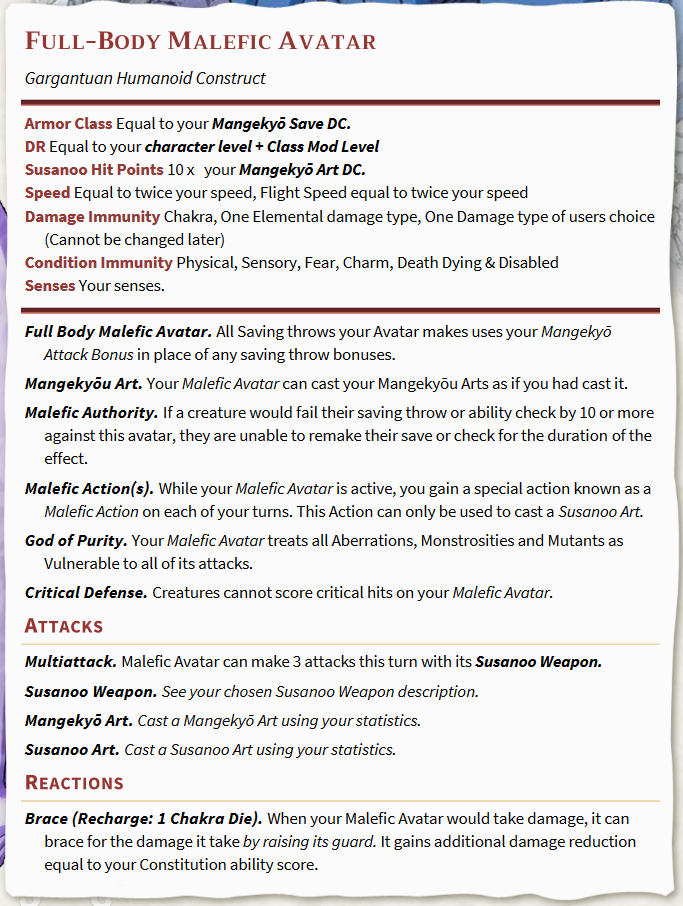 Full-Body Malefic Avatar
Gargantuan Humanoid Construct
Armor Class Equal to your Mangekyō Save DC.
DR Equal to your character level + Class Mod Level
Susanoo Hit Points 10 x your Mangekyō Art DC.
Speed Equal to twice your speed, Flight Speed equal to twice your speed
Damage Immunity Chakra, One Elemental damage type, One Damage type of users choice
(Cannot be changed later)
Condition Immunity Physical, Sensory, Fear, Charm, Death Dying & Disabled
Senses Your senses.
Full Body Malefic Avatar. All Saving throws your Avatar makes uses your Mangekyō
Attack Bonus in place of any saving throw bonuses.
Mangekyōu Art. Your Malefic Avatar can cast your Mangekyōu Arts as if you had cast it.
Malefic Authority. If a creature would fail their saving throw or ability check by 10 or more
against this avatar, they are unable to remake their save or check for the duration of the
effect.
Malefic Action(s). While your Malefic Avatar is active, you gain a special action known as a
Malefic Action on each of your turns. This Action can only be used to cast a Susanoo Art.
God of Purity. Your Malefic Avatar treats all Aberrations, Monstrosities and Mutants as
Vulnerable to all of its attacks.
Critical Defense. Creatures cannot score critical hits on your Malefic Avatar.
Attacks
Multiattack. Malefic Avatar can make 3 attacks this turn with its Susanoo Weapon.
Susanoo Weapon. See your chosen Susanoo Weapon description.
Mangekyō Art. Cast a Mangekyō Art using your statistics.
Susanoo Art. Cast a Susanoo Art using your statistics.
Reactions
Brace (Recharge: 1 Chakra Die). When your Malefic Avatar would take damage, it can
brace for the damage it take by raising its guard. It gains additional damage reduction
equal to your Constitution ability score.